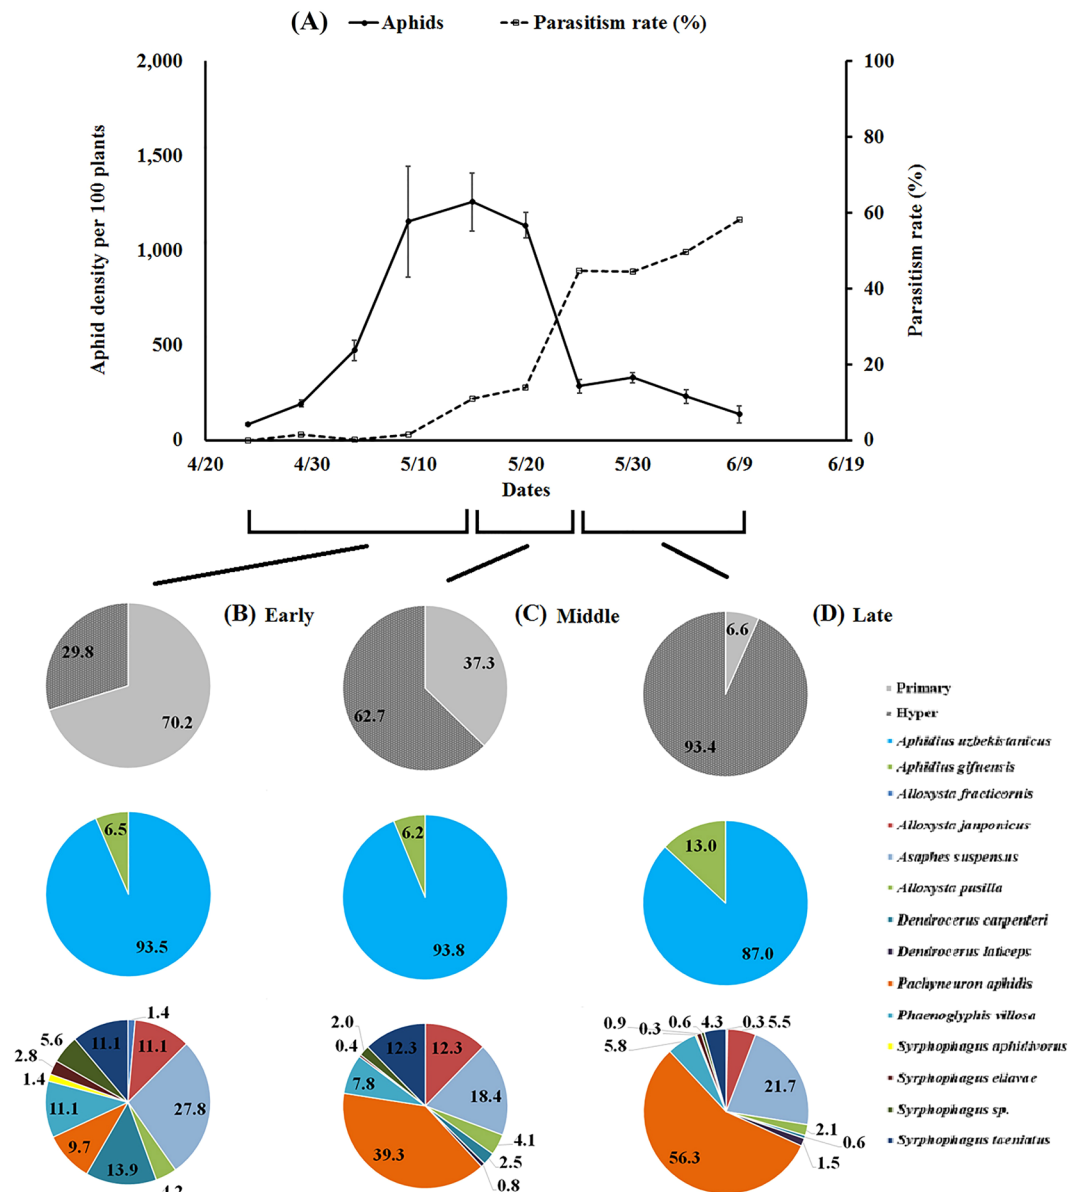 (A) Aphids Parasitism rate (%)
2,000 100
80
1,500
60
1,000
40
500
20
0 0
Aphid density per 100 plants
Parasitism rate (%)
4/20 4/30 5/10 5/20 5/30 6/9 6/19
Dates
(B) Early
(C) Middle
(D) Late
29.8
70.2
37.3
62.7
6.6
93.4
Primary
Hyper
Aphidius uzbekistanicus
Aphidius gifuensis
Alloxysta fracticornis
Alloxysta janponicus
Asaphes suspensus
Alloxysta pusilla
Dendrocerus carpenteri
Dendrocerus laticeps
Pachyneuron aphidis
Phaenoglyphis villosa
Syrphophagus aphidivorus
Syrphophagus eliavae
Syrphophagus sp.
Syrphophagus taeniatus
6.5
93.5
6.2
93.8
13.0
87.0
1.4
11.1
27.8
4.2
13.9
9.7
11.1
1.4
2.8
5.6
11.1
12.3
18.4
4.1
2.5
0.8
39.3
7.8
0.4
2.0
12.3
0.3 5.5
21.7
2.1
0.6
1.5
56.3
5.8
0.9
0.3
0.6
4.3